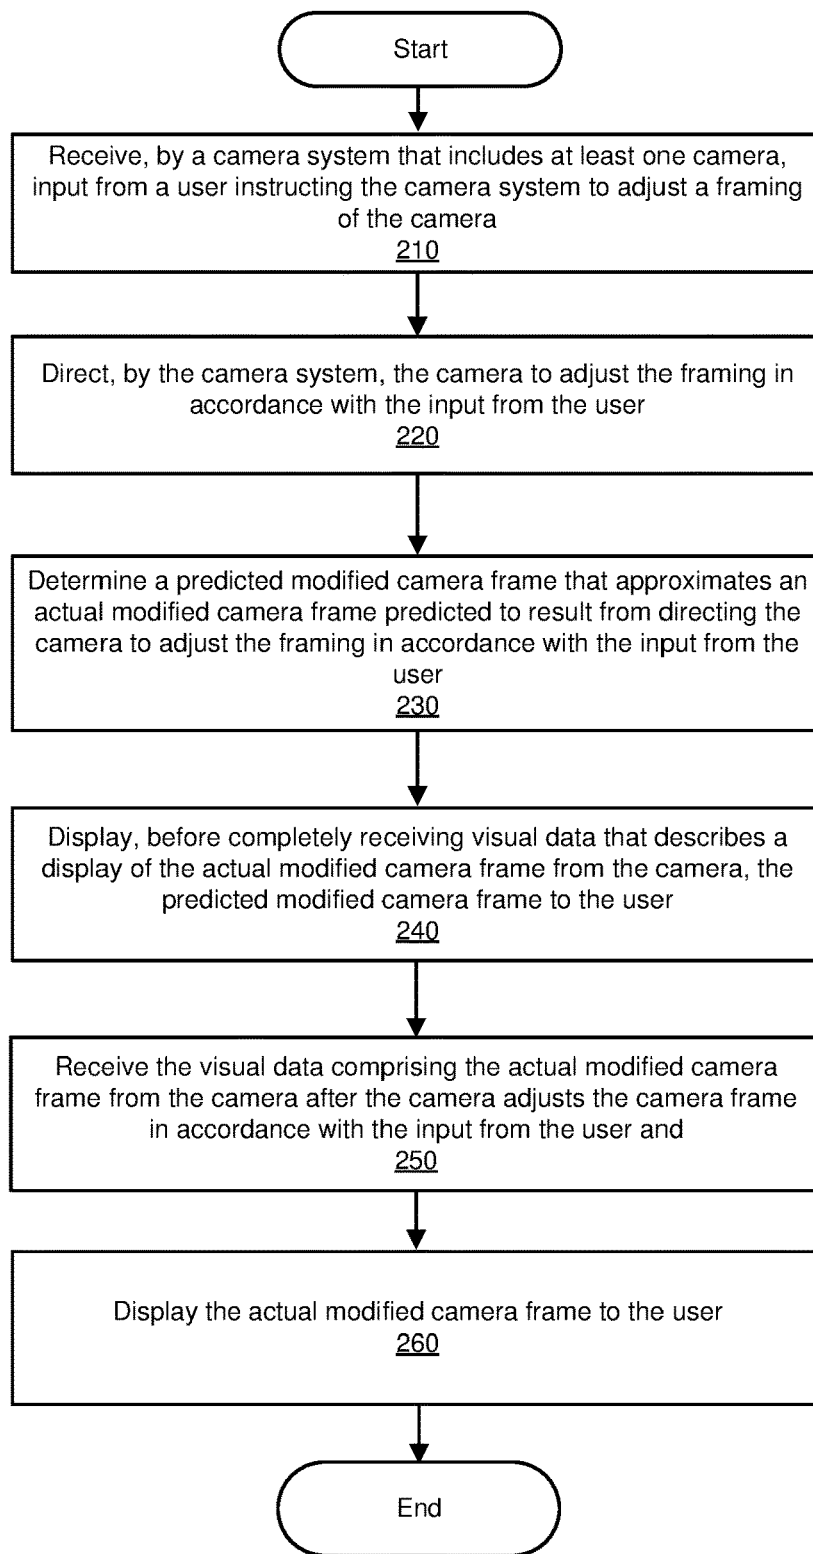 Start
Receive, by a camera system that includes at least one camera,
input from a user instructing the camera system to adjust a framing
of the camera
210
Direct, by the camera system, the camera to adjust the framing in
accordance with the input from the user
220
Determine a predicted modified camera frame that approximates an
actual modified camera frame predicted to result from directing the
camera to adjust the framing in accordance with the input from the
user
230
Display, before completely receiving visual data that describes a
display of the actual modified camera frame from the camera, the
predicted modified camera frame to the user
240
Receive the visual data comprising the actual modified camera
frame from the camera after the camera adjusts the camera frame
in accordance with the input from the user and
250
Display the actual modified camera frame to the user
260
End